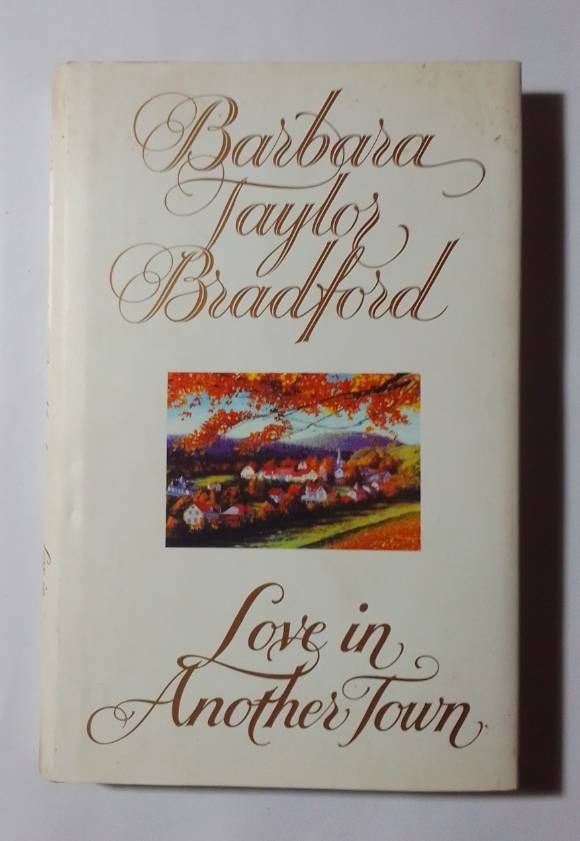 Barbara
Taylor
Bradford
Love in
Another Town